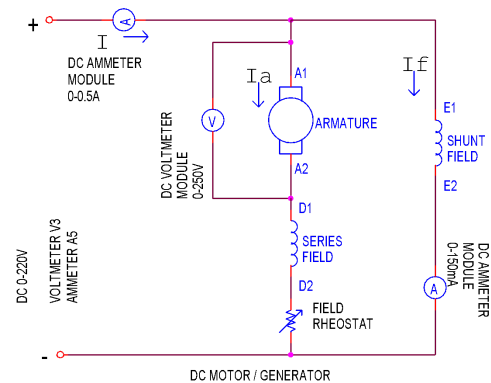 +
A
I
DC AMMETER
MODULE
0-0.5A
Ia
If
A1
E1
DC VOLTMETER
MODULE
0-250V
V
ARMATURE
SHUNT
FIELD
A2
E2
D1
SERIES
FIELD
DC 0-220V
VOLTMETER V3
AMMETER A5
D2
A
DC AMMETER
MODULE
0-150mA
FIELD
RHEOSTAT
-
DC MOTOR / GENERATOR